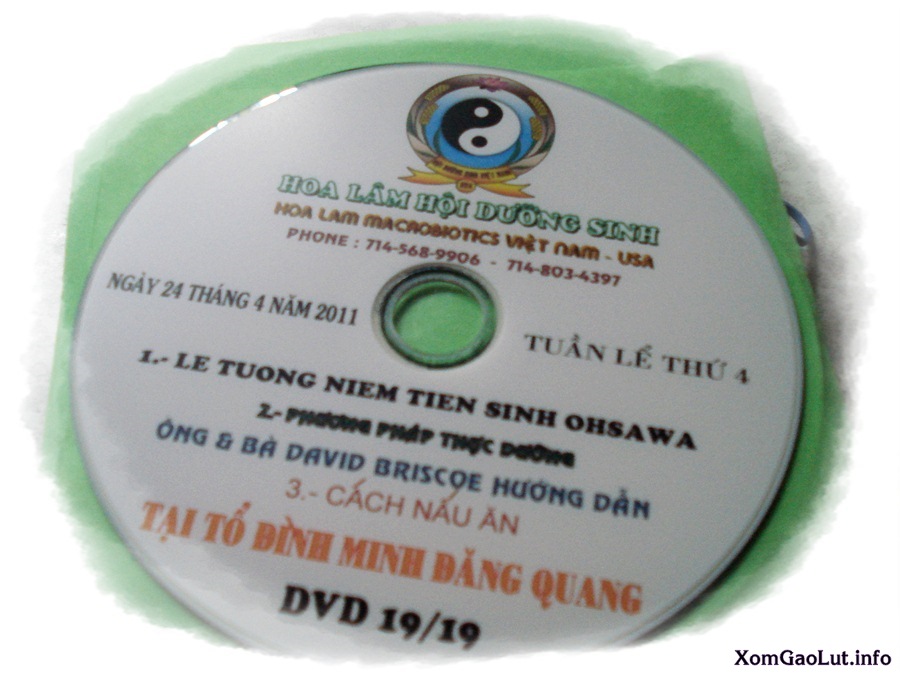 HOA LÂM HỘI DƯỠNG SINH
HOA LAM MACROBIOTICS VIỆT NAM - USA
PHONE : 714-568-9906 - 714-803-4397
NGÀY 24 THÁNG 4 NĂM 2011
TUẦN LỄ THỨ 4
1.- LE TUONG NIEM TIEN SINH OHSAWA
2.- PHƯƠNG PHÁP THỰC DƯỠNG
ÔNG & BÀ DAVID BRISCOE HƯỚNG DẪN
3.- CÁCH NẤU ĂN
TẠI TỔ ĐÌNH MINH ĐĂNG QUANG
DVD 19/19
XomGaoLut.info